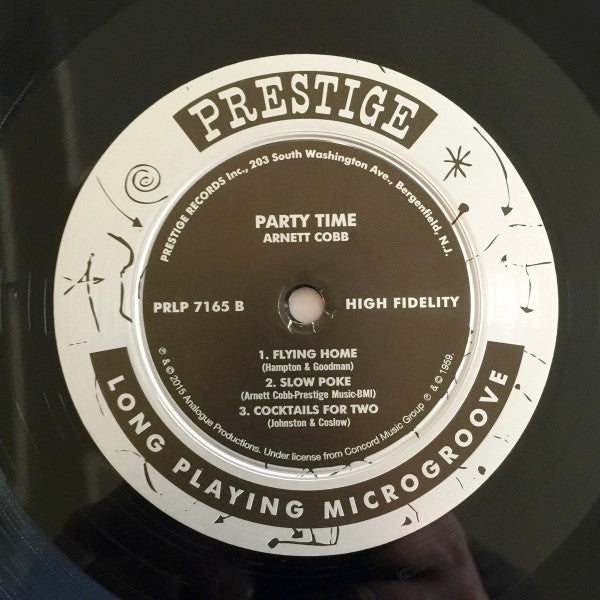 PRESTIGE
PRESTIGE RECORDS Inc., 203 South Washington Ave., Bergenfield, N.J.
PARTY TIME
ARNETT COBB
PRLP 7165 B
HIGH FIDELITY
1. FLYING HOME
(Hampton & Goodman)
2. SLOW POKE
(Arnett Cobb-Prestige Music-BMI)
3. COCKTAILS FOR TWO
(Johnston & Coslow)
℗ & © 2015 Analogue Productions. Under license from Concord Music Group ℗ & © 1959.
LONG PLAYING MICROGROOVE